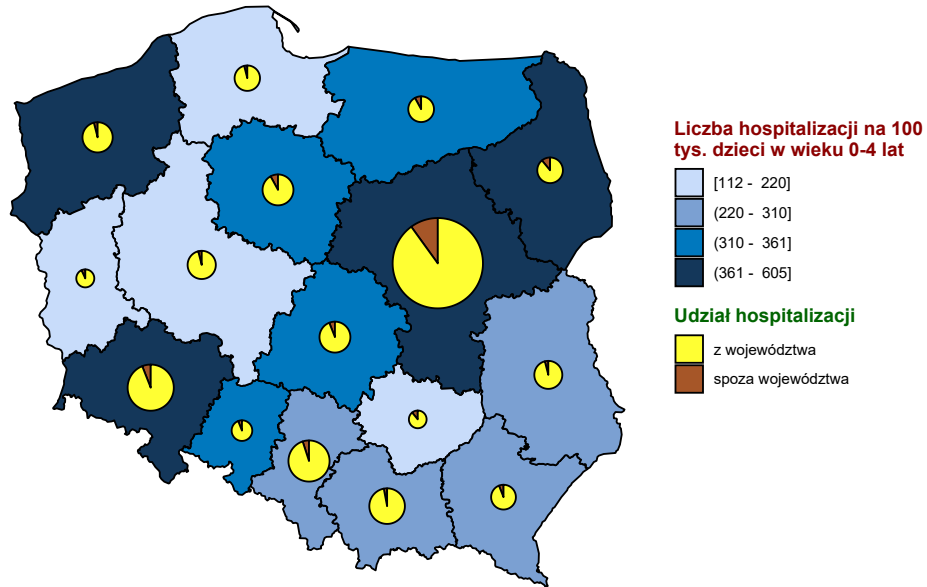 Liczba hospitalizacji na 100
tys. dzieci w wieku 0-4 lat
[112 - 220]
(220 - 310]
(310 - 361]
(361 - 605]
Udział hospitalizacji
z województwa
spoza województwa